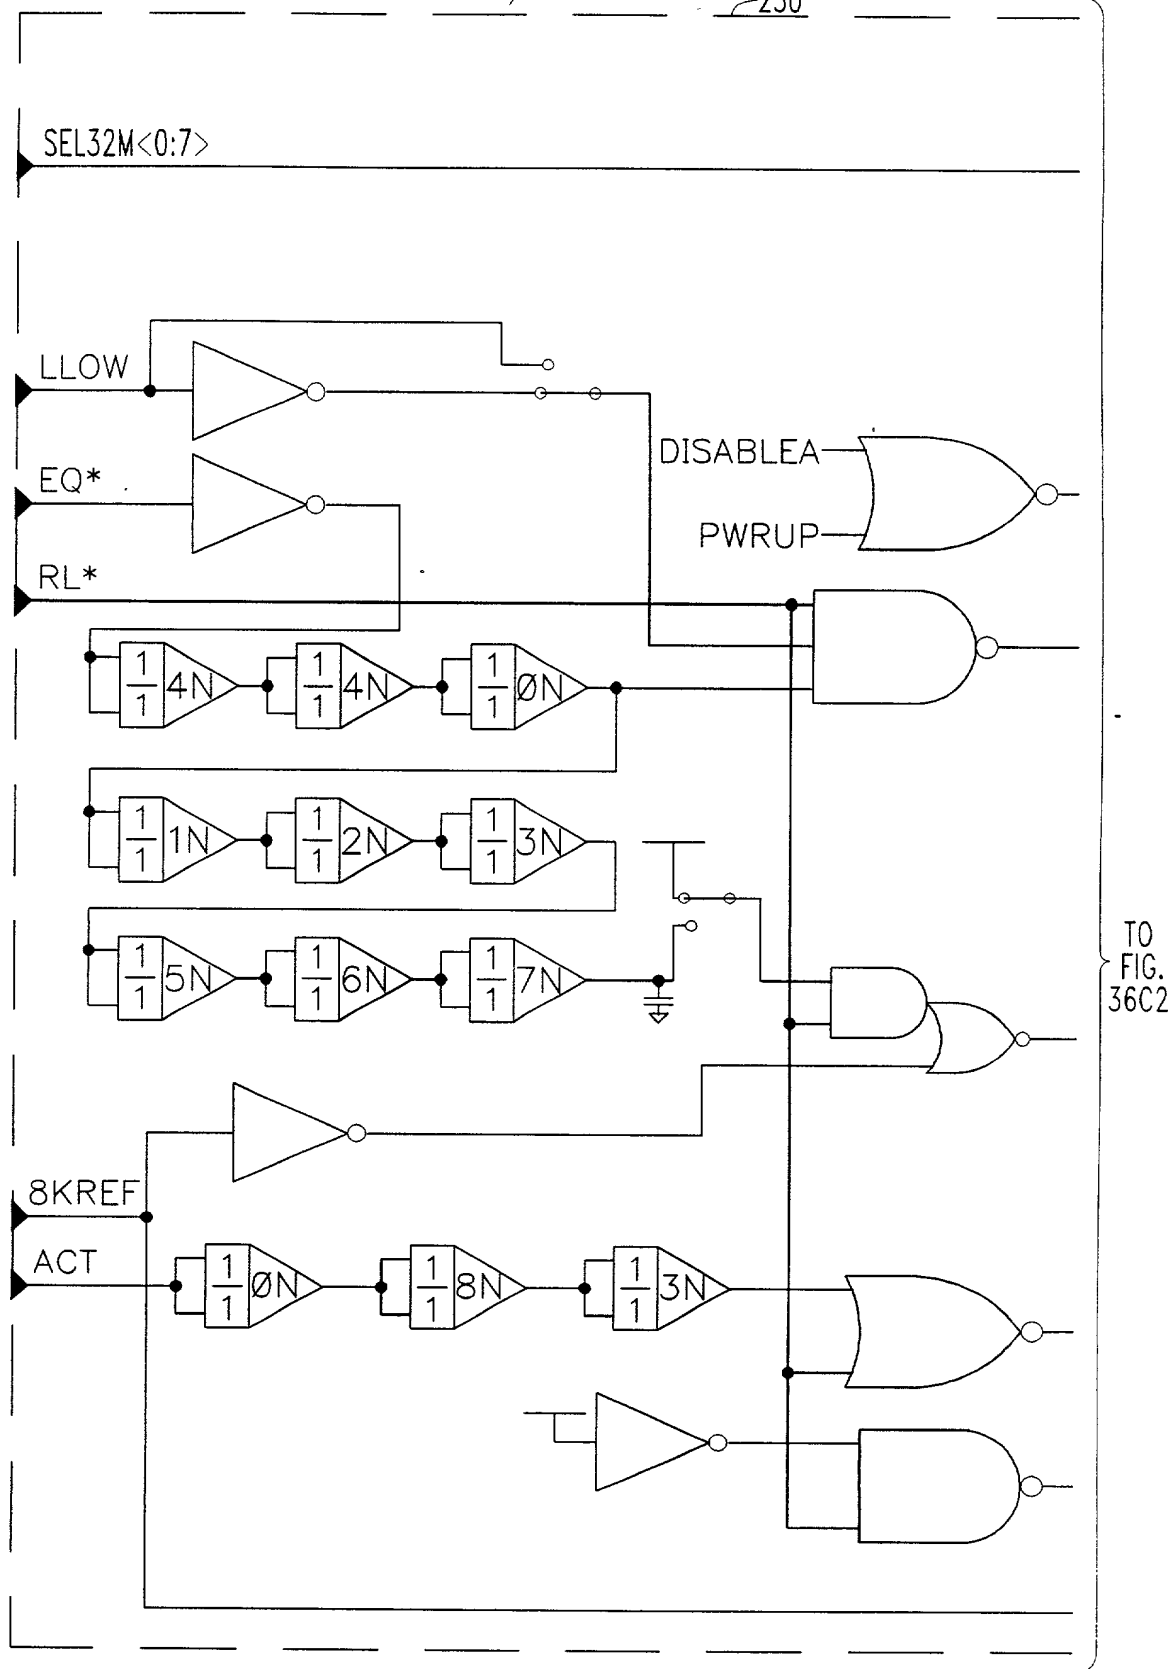 230
SEL32M<0:7>
LLOW
DISABLEA
EQ*
PWRUP
RL*
1 1 4N 1 1 4N 1 1 ØN
1 1 1N 1 1 2N 1 1 3N
1 1 5N 1 1 6N 1 1 7N
TO
FIG.
36C2
8KREF
ACT
1 1 ØN 1 1 8N 1 1 3N